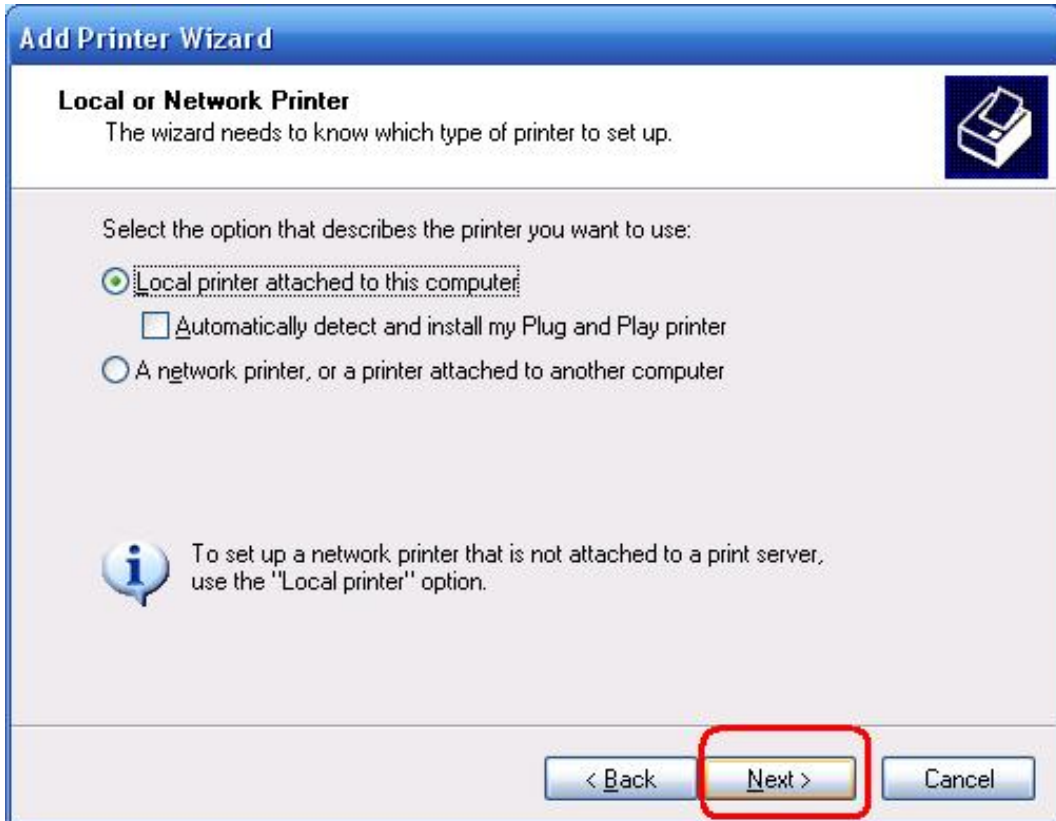 Add Printer Wizard
Local or Network Printer
The wizard needs to know which type of printer to set up.
Select the option that describes the printer you want to use:
Local printer attached to this computer
Automatically detect and install my Plug and Play printer
A network printer, or a printer attached to another computer
To set up a network printer that is not attached to a print server,
use the "Local printer" option.
< Back Next > Cancel